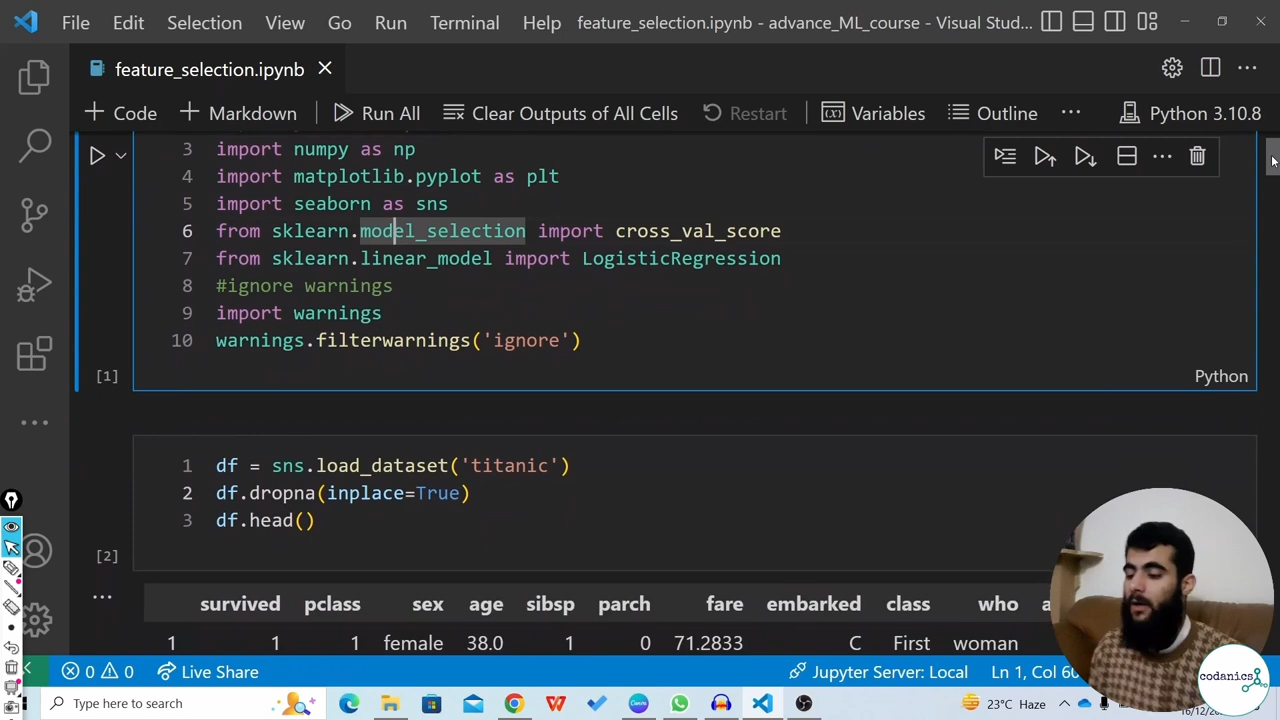 File Edit Selection View Go Run Terminal Help feature_selection.ipynb - advance_ML_course - Visual Stud...
feature_selection.ipynb
Code Markdown Run All Clear Outputs of All Cells Restart Variables Outline ... Python 3.10.8
3 import numpy as np
4 import matplotlib.pyplot as plt
5 import seaborn as sns
6 from sklearn.model_selection import cross_val_score
7 from sklearn.linear_model import LogisticRegression
8 #ignore warnings
9 import warnings
10 warnings.filterwarnings('ignore')
[1] Python
1 df = sns.load_dataset('titanic')
2 df.dropna(inplace=True)
3 df.head()
[2]
... survived pclass sex age sibsp parch fare embarked class who a
1 1 1 female 38.0 1 0 71.2833 C First woman
codanics
0 0 Live Share Jupyter Server: Local Ln 1, Col 60
Type here to search 23°C Haze